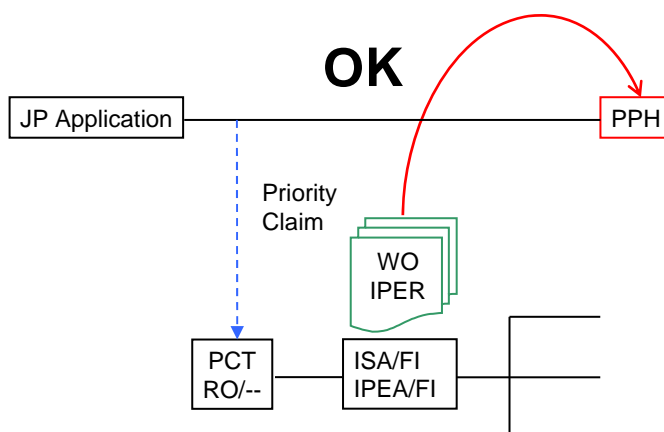 OK
JP Application
PPH
Priority
Claim
WO
IPER
PCT
RO/--
ISA/FI
IPEA/FI